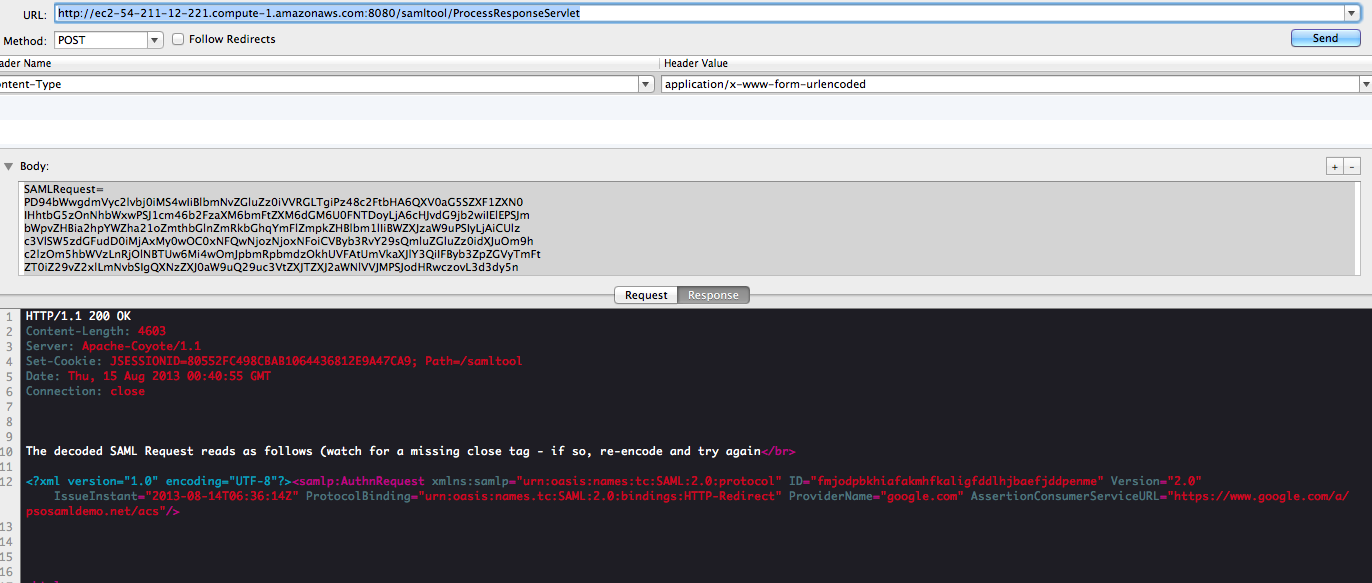 URL: http://ec2-54-211-12-221.compute-1.amazonaws.com:8080/samltool/ProcessResponseServlet
Method: POST Follow Redirects Send
ader Name Header Value
ntent-Type application/x-www-form-urlencoded
Body: + -
SAMLRequest=
PD94bWwgdmVyc2lvbj0iMS4wIiBlbmNvZGluZz0iVVRGLTgiPz48c2FtbHA6QXV0aG5SZXF1ZXN0
IHhtbG5zOnNhbWxwPSJ1cm46b2FzaXM6bmFtZXM6dGM6U0FNTDoyLjA6cHJvdG9jb2wiIElEPSJm
bWpvZHBia2hpYWZha21oZmthbGlnZmRkbGhqYmFlZmpkZHBlbm1lIiBWZXJzaW9uPSIyLjAiCUlz
c3VlSW5zdGFudD0iMjAxMy0wOC0xNFQwNjozNjoxNFoiCVByb3RvY29sQmluZGluZz0idXJuOm9h
c2lzOm5hbWVzLnRjOlNBTUw6Mi4wOmJpbmRpbmdzOkhUVFAtUmVkaXJlY3QiIFByb3ZpZGVyTmFt
ZT0iZ29vZ2xlLmNvbSIgQXNzZXJ0aW9uQ29uc3VtZXJTZXJ2aWNlVVJMPSJodHRwczovL3d3dy5n
Request Response
1 HTTP/1.1 200 OK
2 Content-Length: 4603
3 Server: Apache-Coyote/1.1
4 Set-Cookie: JSESSIONID=80552FC498CBAB1064436812E9A47CA9; Path=/samltool
5 Date: Thu, 15 Aug 2013 00:40:55 GMT
6 Connection: close
7
8
9
10 The decoded SAML Request reads as follows (watch for a missing close tag - if so, re-encode and try again</br>
11
12 <?xml version="1.0" encoding="UTF-8"?><samlp:AuthnRequest xmlns:samlp="urn:oasis:names:tc:SAML:2.0:protocol" ID="fmjodpbkhiafakmhfkaligfddlhjbaefjddpenme" Version="2.0"
IssueInstant="2013-08-14T06:36:14Z" ProtocolBinding="urn:oasis:names.tc:SAML:2.0:bindings:HTTP-Redirect" ProviderName="google.com" AssertionConsumerServiceURL="https://www.google.com/a/
psosamldemo.net/acs"/>
13
14
15
16